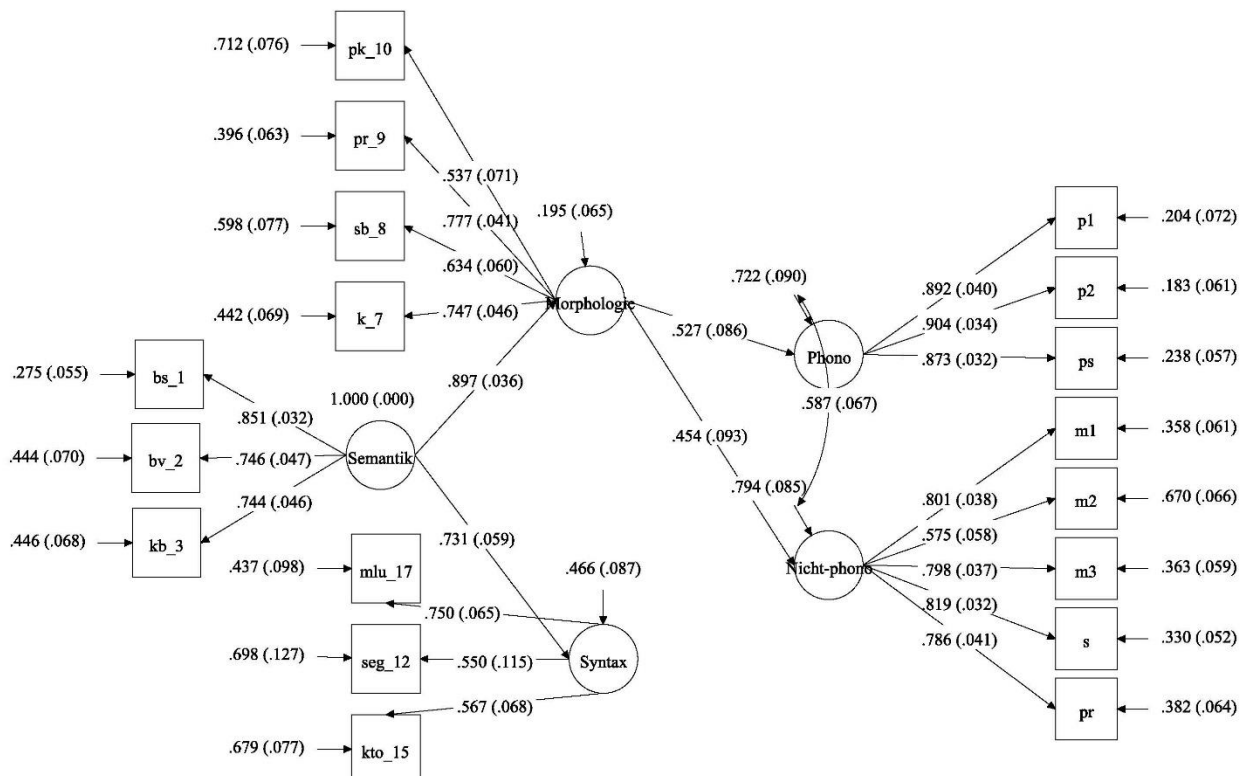 .712 (.076)
pk_10
.396 (.063)
pr_9
.537 (.071)
.777 (.041)
.195 (.065)
.598 (.077)
sb_8
.634 (.060)
Morphologie
.442 (.069)
k_7
.747 (.046)
.275 (.055)
bs_1
.851 (.032)
1.000 (.000)
.897 (.036)
.444 (.070)
bv_2
.746 (.047)
Semantik
.744 (.046)
.446 (.068)
kb_3
.731 (.059)
.437 (.098)
mlu_17
.466 (.087)
.750 (.065)
.698 (.127)
seg_12
.550 (.115)
Syntax
.567 (.068)
.679 (.077)
kto_15
.722 (.090)
.527 (.086)
Phono
.587 (.067)
.454 (.093)
.794 (.085)
Nicht-phono
.892 (.040)
p1
.204 (.072)
.904 (.034)
p2
.183 (.061)
.873 (.032)
ps
.238 (.057)
.801 (.038)
m1
.358 (.061)
.575 (.058)
m2
.670 (.066)
.798 (.037)
m3
.363 (.059)
.819 (.032)
s
.330 (.052)
.786 (.041)
pr
.382 (.064)